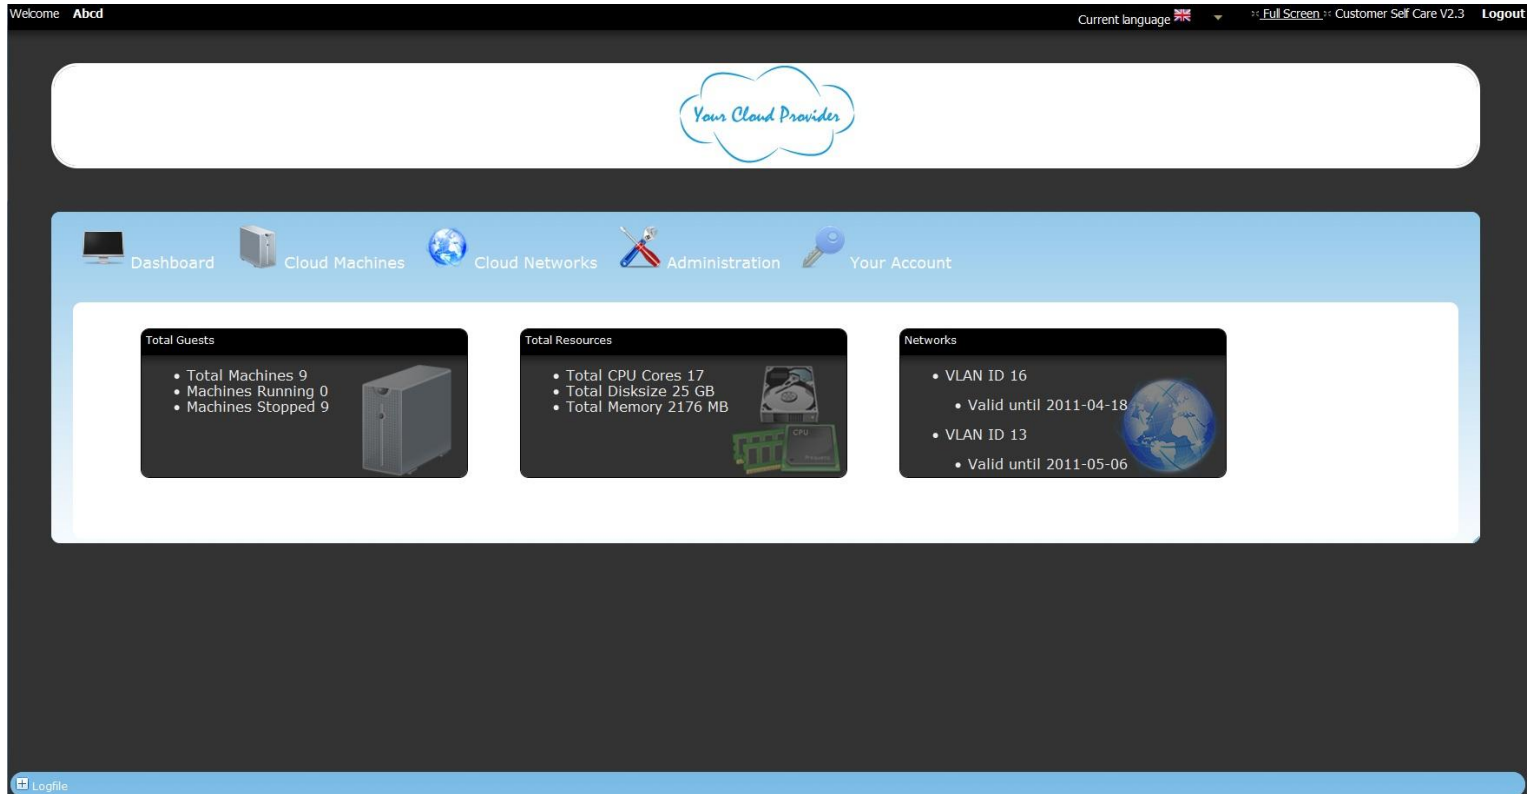 Welcome Abcd
Current language Full Screen Customer Self Care V2.3 Logout
Your Cloud Provider
Dashboard Cloud Machines Cloud Networks Administration Your Account
Total Guests
Total Machines 9
Machines Running 0
Machines Stopped 9
Total Resources
Total CPU Cores 17
Total Disksize 25 GB
Total Memory 2176 MB
CPU
Networks
VLAN ID 16
Valid until 2011-04-18
VLAN ID 13
Valid until 2011-05-06
Logfile